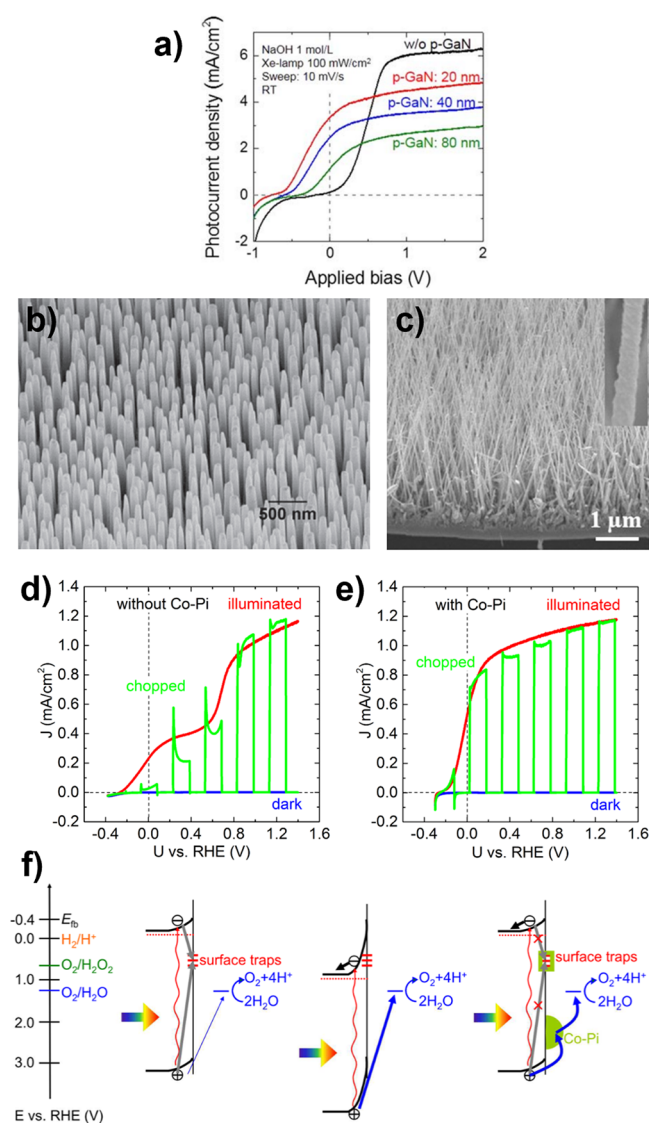 a)
NaOH 1 mol/L
Xe-lamp 100 mW/cm²
Sweep: 10 mV/s
RT
w/o p-GaN
p-GaN: 20 nm
p-GaN: 40 nm
p-GaN: 80 nm
Photocurrent density (mA/cm²)
6
4
2
0
-2
-1 0 1 2
Applied bias (V)
b)
500 nm
c)
1 µm
d)
without Co-Pi
illuminated
chopped
dark
J (mA/cm²)
1.4
1.2
1.0
0.8
0.6
0.4
0.2
0.0
-0.2
-0.4 0.0 0.4 0.8 1.2 1.6
U vs. RHE (V)
e)
with Co-Pi
illuminated
chopped
dark
J (mA/cm²)
1.4
1.2
1.0
0.8
0.6
0.4
0.2
0.0
-0.2
-0.4 0.0 0.4 0.8 1.2 1.6
U vs. RHE (V)
f)
-0.4 E_fb
0.0 H₂/H⁺
O₂/H₂O₂
1.0
O₂/H₂O
2.0
3.0
E vs. RHE (V)
surface traps
O₂+4H⁺
2H₂O
O₂+4H⁺
2H₂O
surface traps
O₂+4H⁺
2H₂O
Co-Pi